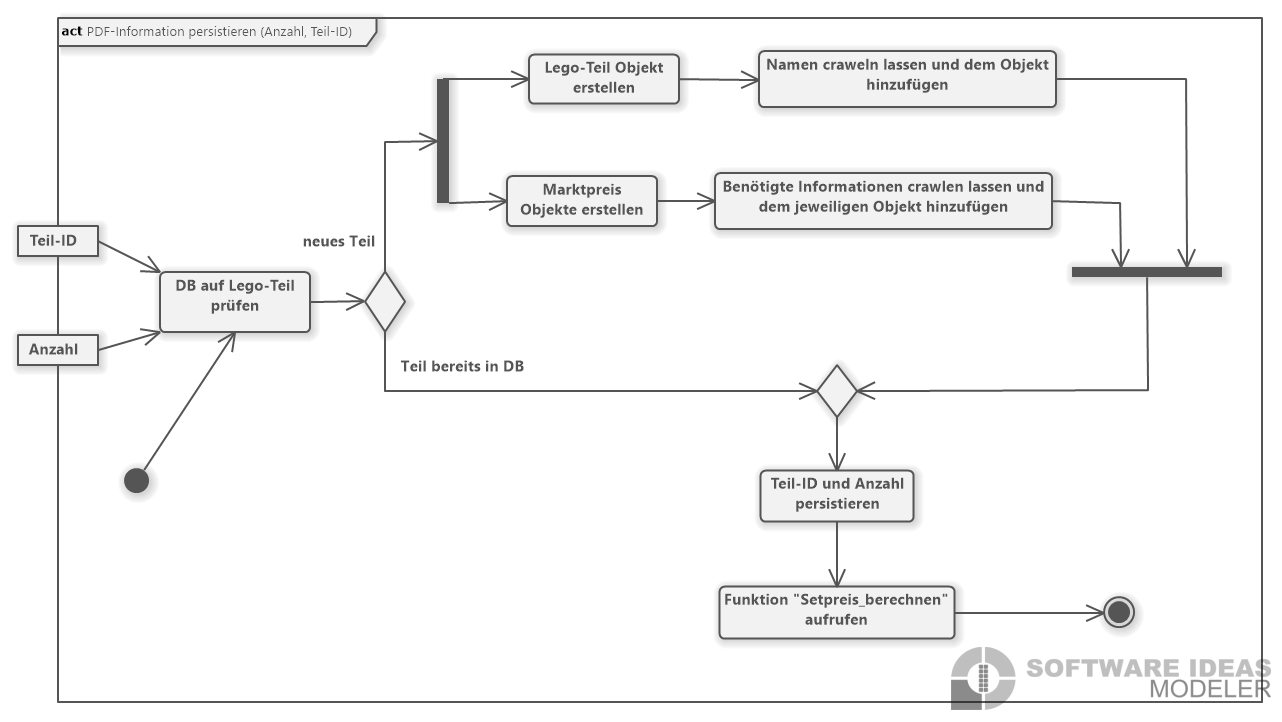 act PDF-Information persistieren (Anzahl, Teil-ID)
Lego-Teil Objekt
erstellen
Namen craweln lassen und dem Objekt
hinzufügen
Marktpreis
Objekte erstellen
Benötigte Informationen crawlen lassen und
dem jeweiligen Objekt hinzufügen
neues Teil
Teil-ID
DB auf Lego-Teil
prüfen
Anzahl
Teil bereits in DB
Teil-ID und Anzahl
persistieren
Funktion "Setpreis_berechnen"
aufrufen
SOFTWARE IDEAS
MODELER